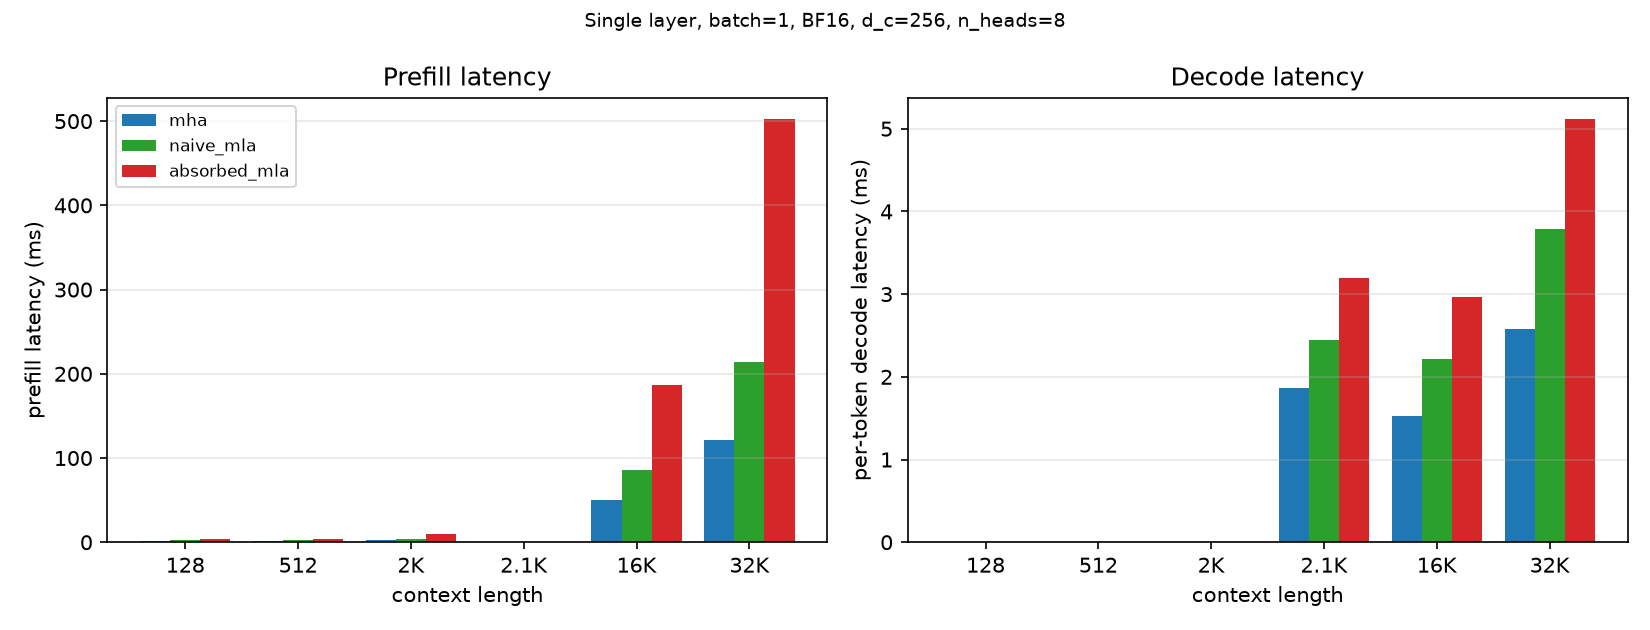 Single layer, batch=1, BF16, d_c=256, n_heads=8
Prefill latency
mha
naive_mla
absorbed_mla
prefill latency (ms)
500
400
300
200
100
0
128 512 2K 2.1K 16K 32K
context length
Decode latency
per-token decode latency (ms)
5
4
3
2
1
0
128 512 2K 2.1K 16K 32K
context length